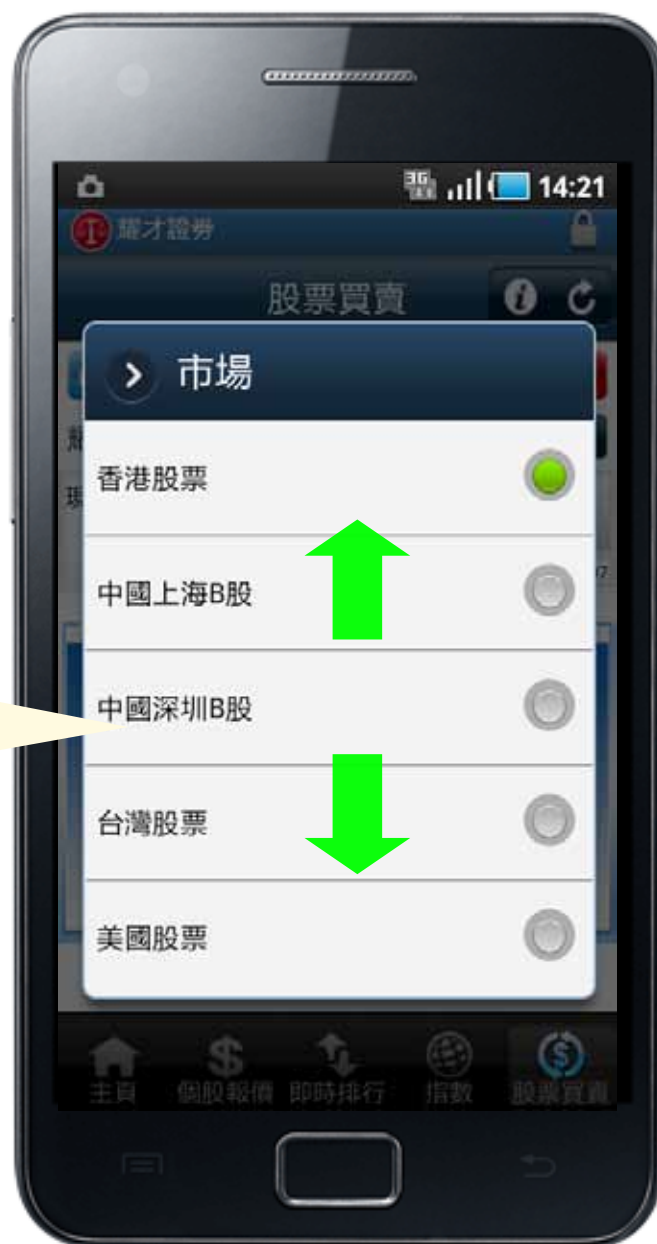 3G
14:21
耀才證券
股票買賣
市場
香港股票
中國上海B股
中國深圳B股
台灣股票
美國股票
主頁 個股報價 即時排行 指數 股票買賣